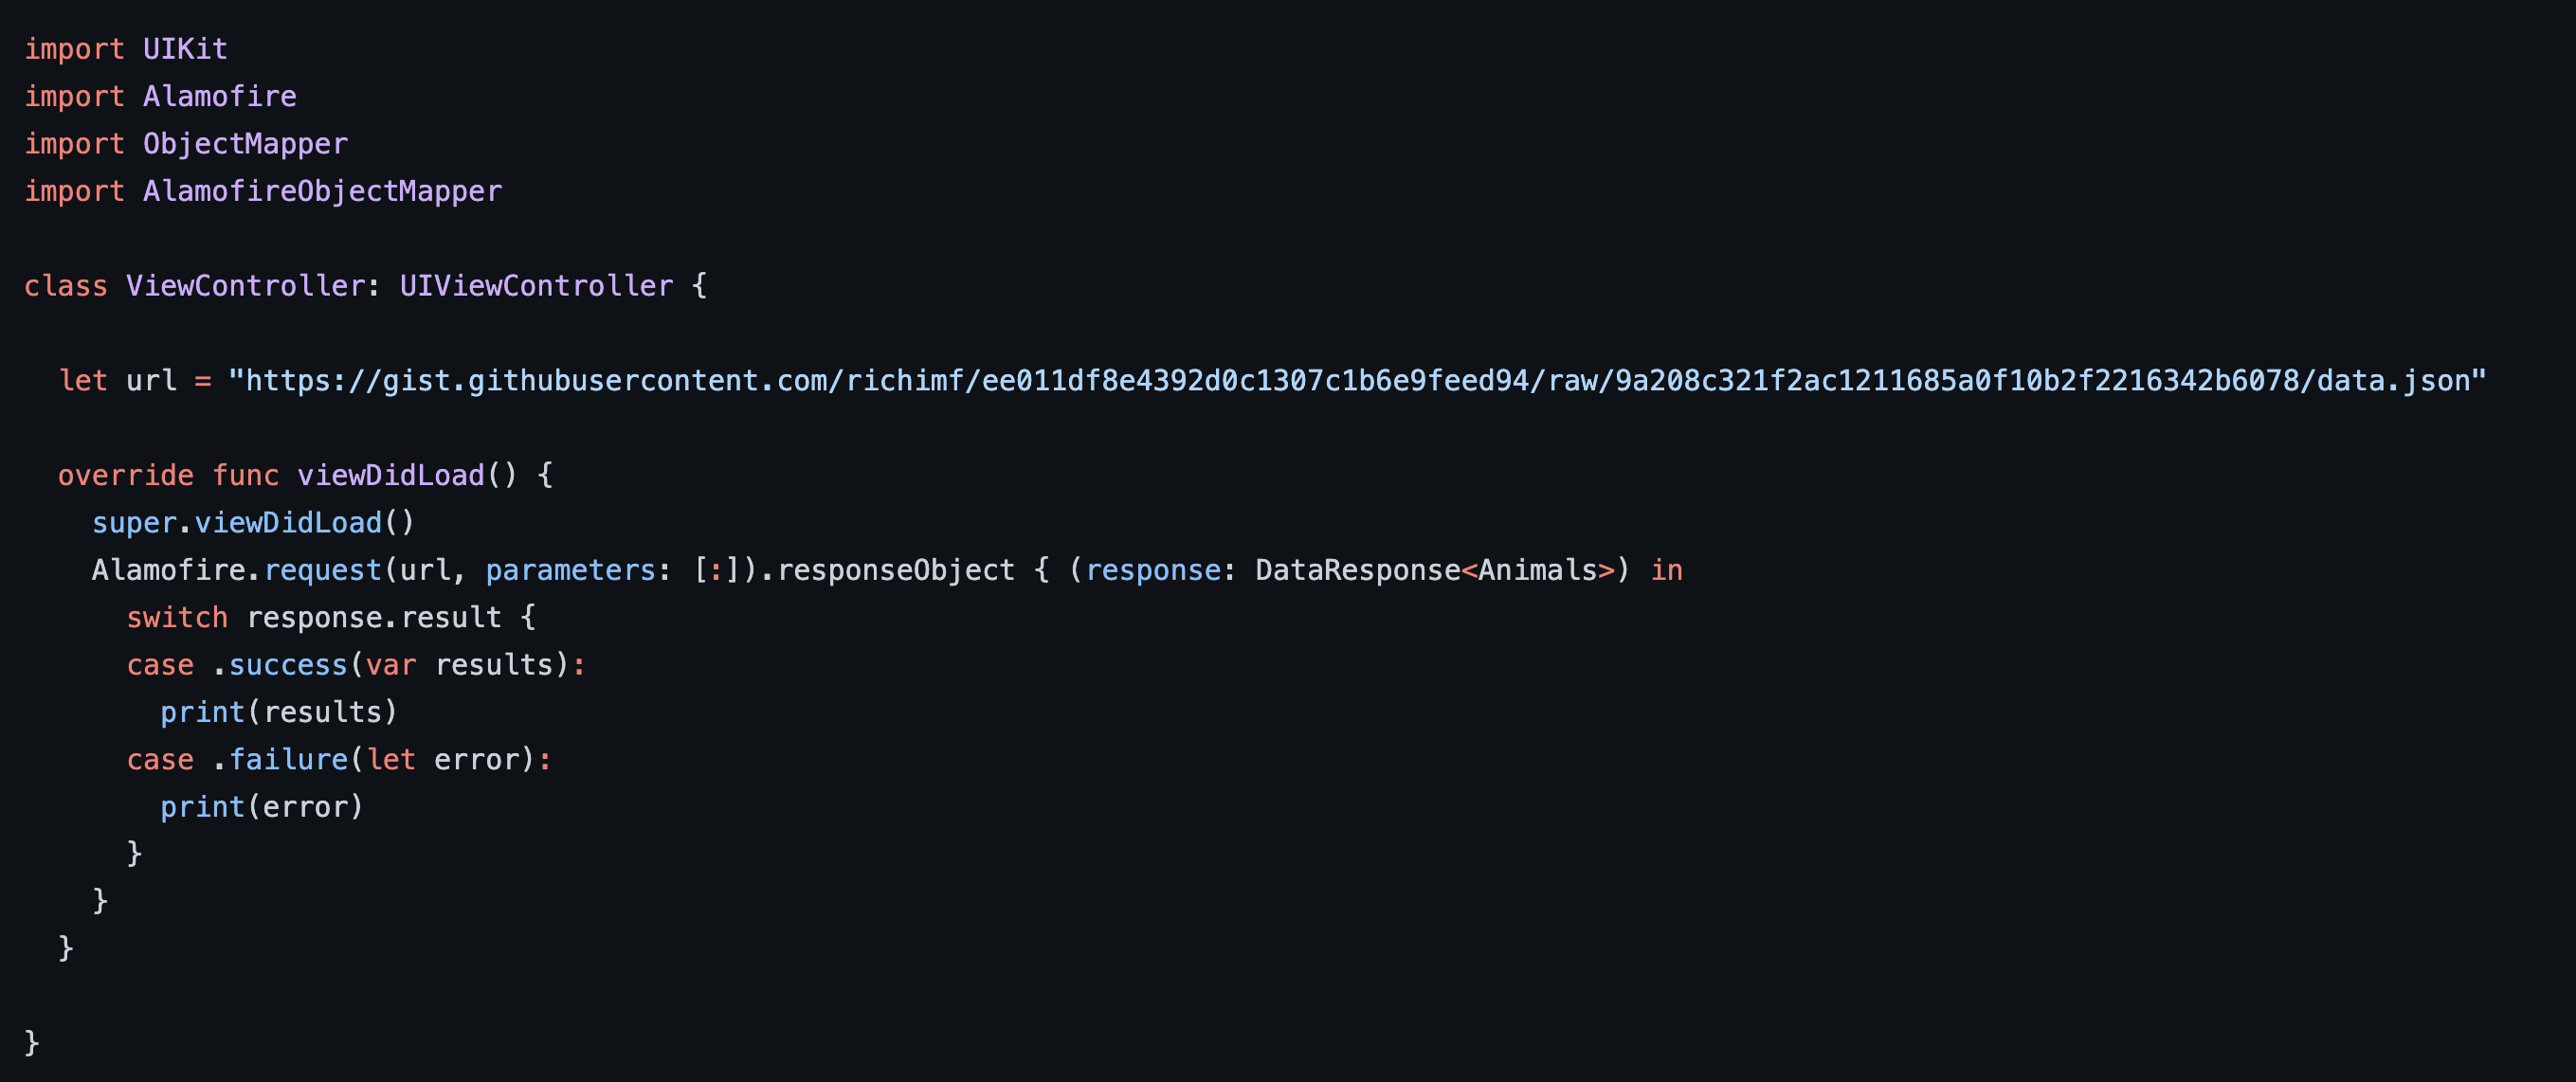 import UIKit
import Alamofire
import ObjectMapper
import AlamofireObjectMapper
class ViewController: UIViewController {
let url = "https://gist.githubusercontent.com/richimf/ee011df8e4392d0c1307c1b6e9feed94/raw/9a208c321f2ac1211685a0f10b2f2216342b6078/data.json"
override func viewDidLoad() {
super.viewDidLoad()
Alamofire.request(url, parameters: [:]).responseObject { (response: DataResponse<Animals>) in
switch response.result {
case .success(var results):
print(results)
case .failure(let error):
print(error)
}
}
}
}